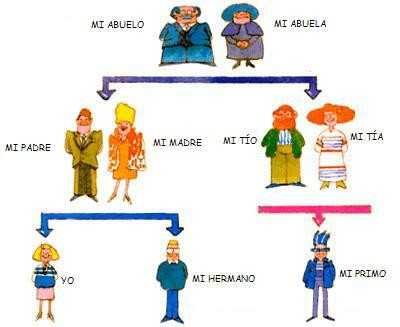 MI ABUELO
MI ABUELA
MI PADRE
MI MADRE
MI TÍO
MI TÍA
YO
MI HERMANO
MI PRIMO